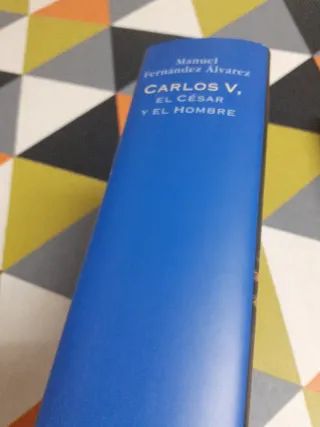 Manuel
Fernández Álvarez
CARLOS V,
EL CÉSAR
Y EL HOMBRE